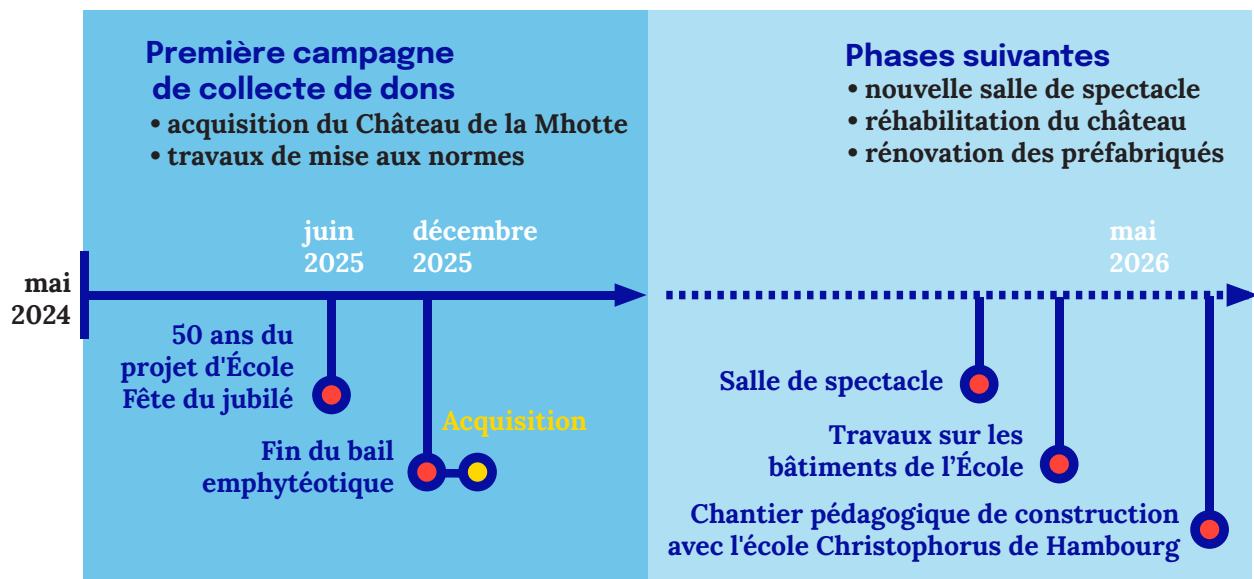 Première campagne
de collecte de dons
• acquisition du Château de la Mhotte
• travaux de mise aux normes
Phases suivantes
• nouvelle salle de spectacle
• réhabilitation du château
• rénovation des préfabriqués
mai
2024
juin
2025
décembre
2025
mai
2026
50 ans du
projet d'École
Fête du jubilé
Acquisition
Fin du bail
emphytéotique
Salle de spectacle
Travaux sur les
bâtiments de l’École
Chantier pédagogique de construction
avec l'école Christophorus de Hambourg